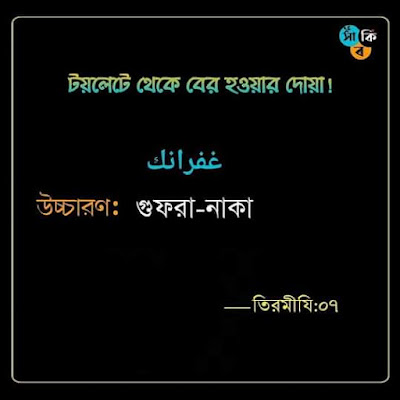 সাকিব
টয়লেটে থেকে বের হওয়ার দোয়া!
غفرانك
উচ্চারণ: গুফরা-নাকা
—তিরমীযি:০৭